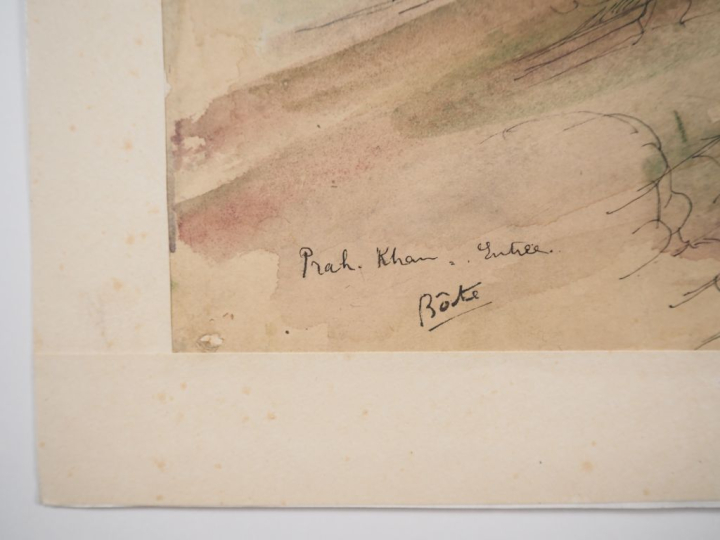 Prah. Khan. Entrée.
Bôte